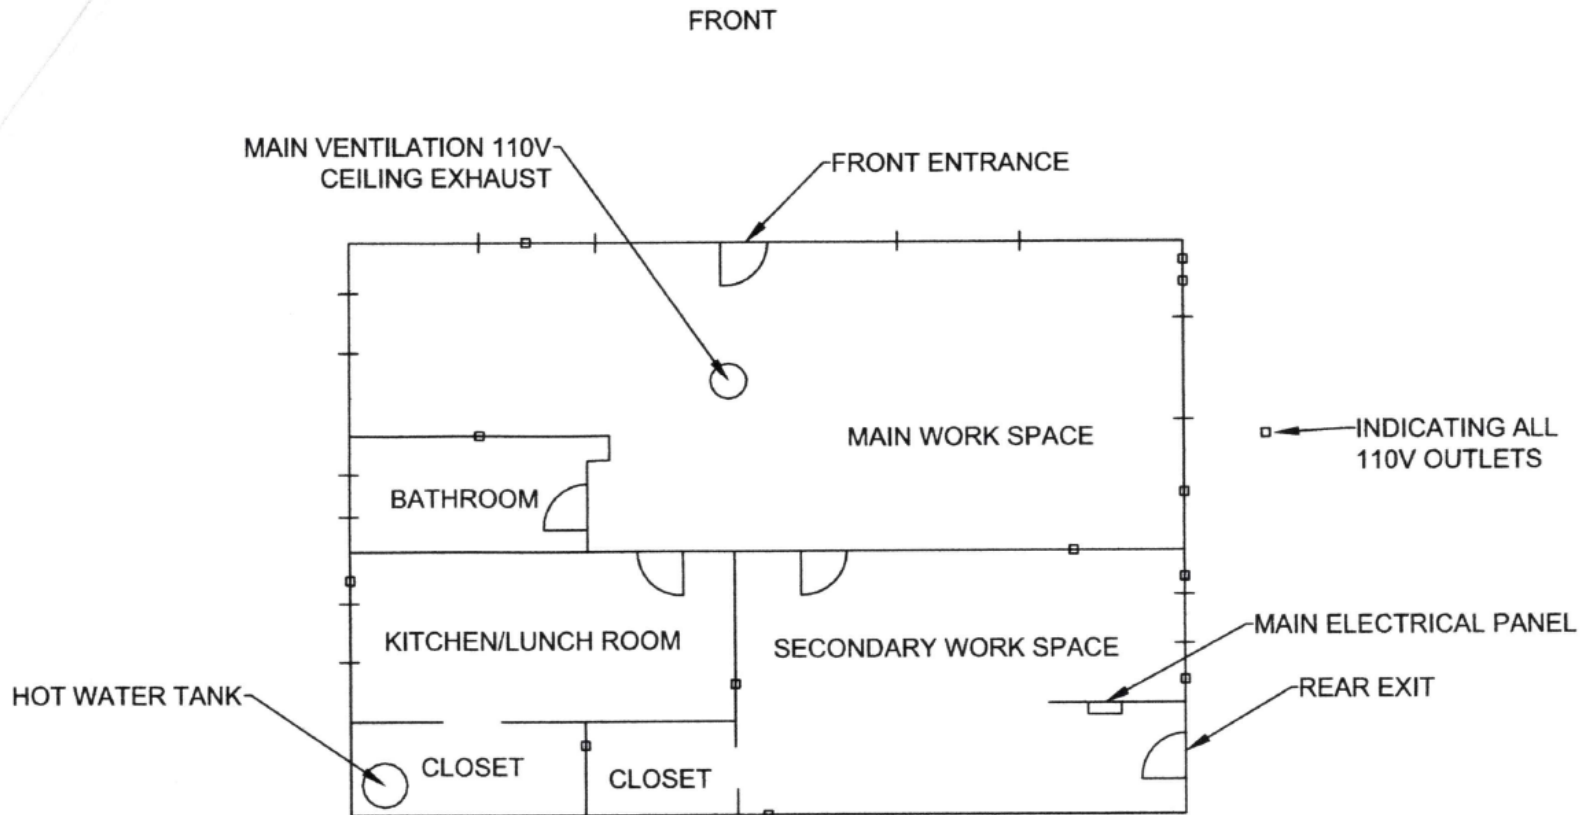 FRONT
MAIN VENTILATION 110V
CEILING EXHAUST
FRONT ENTRANCE
MAIN WORK SPACE
INDICATING ALL
110V OUTLETS
BATHROOM
KITCHEN/LUNCH ROOM
SECONDARY WORK SPACE
MAIN ELECTRICAL PANEL
REAR EXIT
HOT WATER TANK
CLOSET
CLOSET